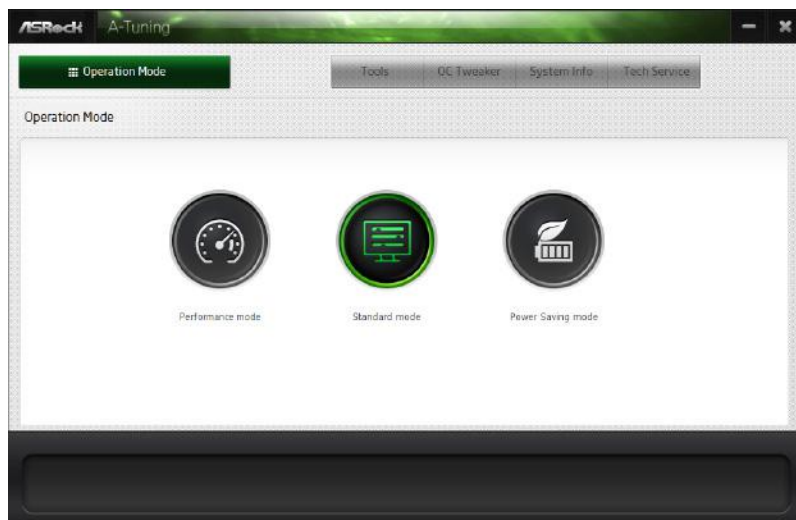 ASRock A-Tuning
Operation Mode Tools OC Tweaker System Info Tech Service
Operation Mode
Performance mode Standard mode Power Saving mode